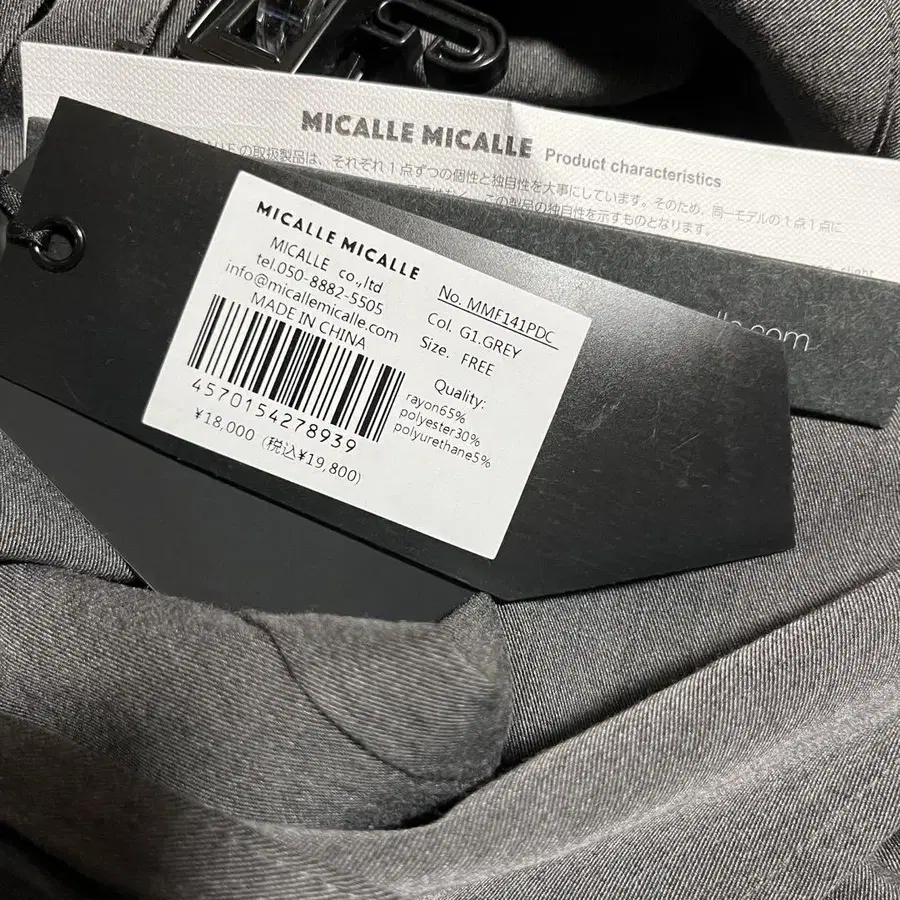 MICALLE MICALLE Product characteristics
の取扱製品は、それぞれ1点ずつの個性と独自性を大事にしています。そのため、同一モデルの1点1点に
この製品の独自性を示すものとなります。
slight
MICALLE MICALLE
MICALLE co.,ltd
tel.050-8882-5505
info@micallemicalle.com
MADE IN CHINA
4570154278939
¥18,000 (税込¥19,800)
No. MMF141PDC
Col. G1.GREY
Size. FREE
Quality:
rayon65%
polyester30%
polyurethane5%
.com